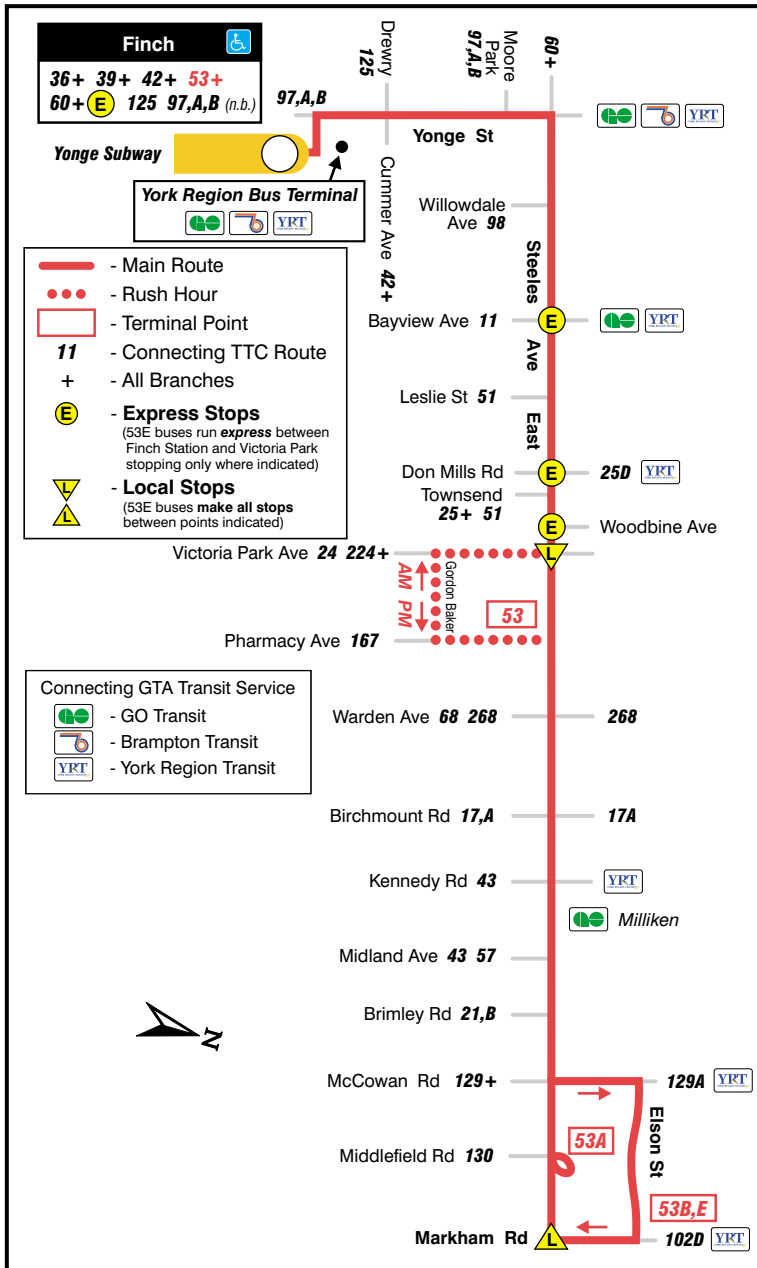 Finch
36+ 39+ 42+ 53+
60+ E 125 97,A,B (n.b.)
Drewry
125
Moore
Park
97,A,B
60+
97,A,B
Yonge Subway
Yonge St
York Region Bus Terminal
YRT
YRT
Cummer Ave 42+
Willowdale
Ave 98
Steeles
Ave
East
- Main Route
- Rush Hour
- Terminal Point
11 - Connecting TTC Route
+ - All Branches
E - Express Stops
(53E buses run express between
Finch Station and Victoria Park
stopping only where indicated)
L - Local Stops
L (53E buses make all stops
between points indicated)
Bayview Ave 11 E YRT
Leslie St 51
Don Mills Rd E 25D YRT
Townsend
25+ 51
E Woodbine Ave
Victoria Park Ave 24 224+ L
AM PM
Gordon Baker
53
Pharmacy Ave 167
Connecting GTA Transit Service
- GO Transit
- Brampton Transit
YRT - York Region Transit
Warden Ave 68 268 268
Birchmount Rd 17,A 17A
Kennedy Rd 43 YRT
Milliken
Midland Ave 43 57
Brimley Rd 21,B
N
McCowan Rd 129+ 129A YRT
Elson St
53A
Middlefield Rd 130
53B,E
Markham Rd L 102D YRT